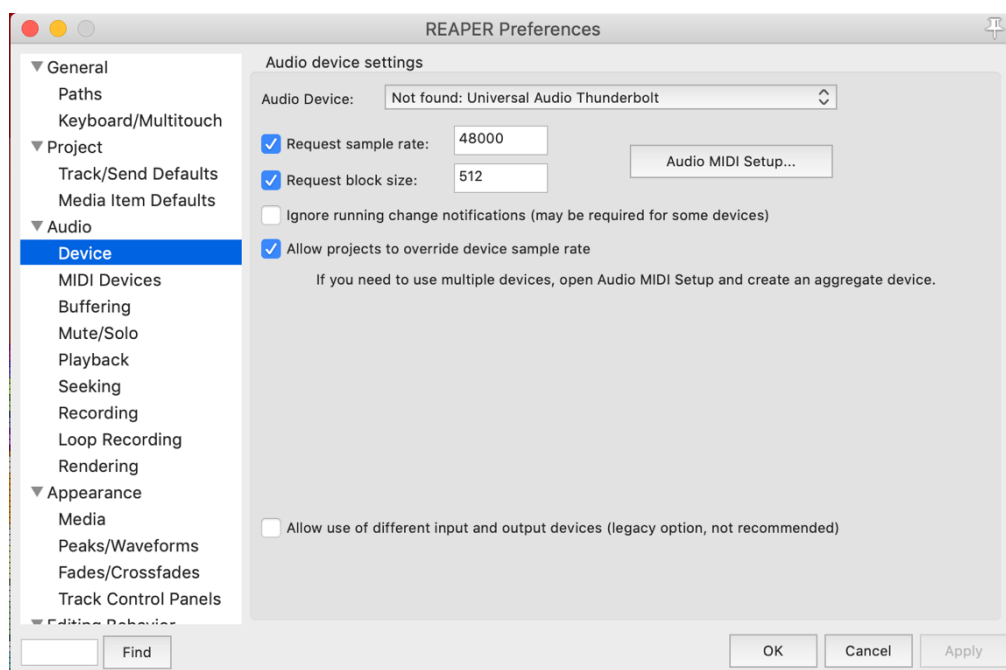 REAPER Preferences
General
Paths
Keyboard/Multitouch
Project
Track/Send Defaults
Media Item Defaults
Audio
Device
MIDI Devices
Buffering
Mute/Solo
Playback
Seeking
Recording
Loop Recording
Rendering
Appearance
Media
Peaks/Waveforms
Fades/Crossfades
Track Control Panels
Editing Behavior
Find
Audio device settings
Audio Device: Not found: Universal Audio Thunderbolt
Request sample rate: 48000
Request block size: 512
Audio MIDI Setup...
Ignore running change notifications (may be required for some devices)
Allow projects to override device sample rate
If you need to use multiple devices, open Audio MIDI Setup and create an aggregate device.
Allow use of different input and output devices (legacy option, not recommended)
OK Cancel Apply